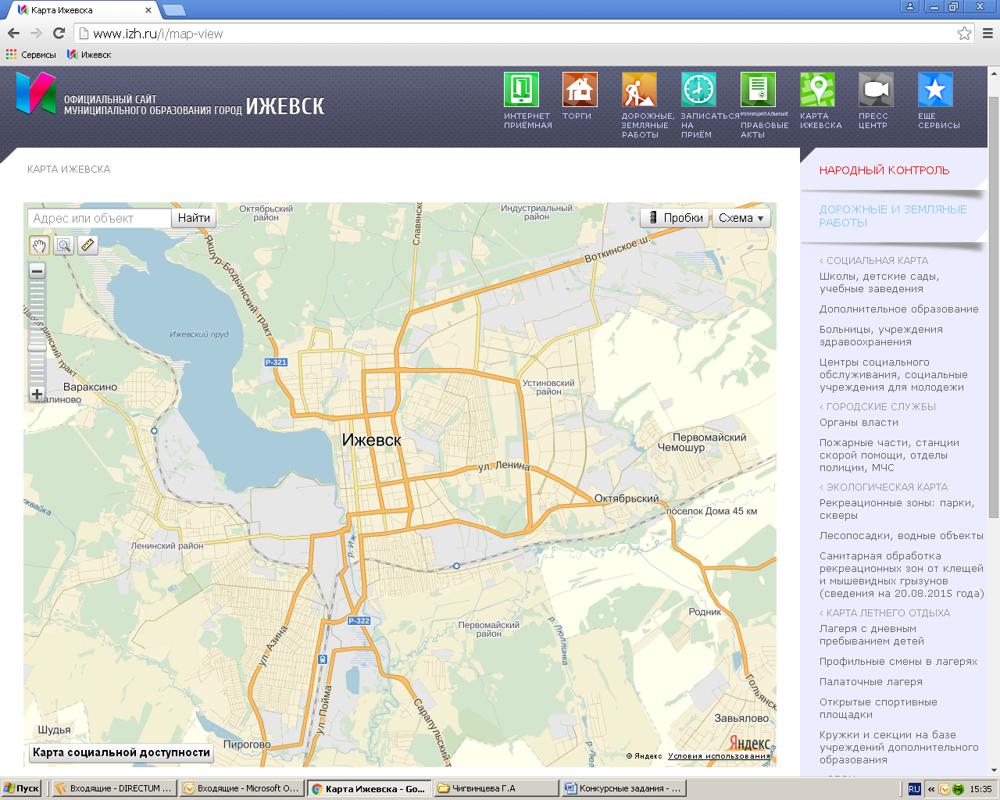 Карта Ижевска
www.izh.ru/i/map-view
Сервисы
Ижевск
ОФИЦИАЛЬНЫЙ САЙТ
МУНИЦИПАЛЬНОГО ОБРАЗОВАНИЯ ГОРОД ИЖЕВСК
ИНТЕРНЕТ
ПРИЁМНАЯ
ТОРГИ
ДОРОЖНЫЕ,
ЗЕМЛЯНЫЕ
РАБОТЫ
ЗАПИСАТЬСЯ
НА
ПРИЁМ
МУНИЦИПАЛЬНЫЕ
ПРАВОВЫЕ
АКТЫ
КАРТА
ИЖЕВСКА
ПРЕСС
ЦЕНТР
ЕЩЕ
СЕРВИСЫ
КАРТА ИЖЕВСКА
Адрес или объект
Найти
Пробки
Схема
Октябрьский
район
Индустриальный
район
Славянско
Якшур-Бодьинский тракт
Воткинское ш.
Ижевский пруд
Р-321
Вараксино
Малиново
Устиновский
район
Ижевск
Первомайский
Чемошур
ул. Ленина
Октябрьский
поселок Дома 45 км
Ленинский район
р. Иж
Р-322
Первомайский
район
р. Люллинка
Родник
ул. Азина
ул. Пойма
Сарапульский
Гольянск
Завьялово
Шудья
Пирогово
Карта социальной доступности
Яндекс
© Яндекс Условия использования
НАРОДНЫЙ КОНТРОЛЬ
ДОРОЖНЫЕ И ЗЕМЛЯНЫЕ
РАБОТЫ
‹ СОЦИАЛЬНАЯ КАРТА
Школы, детские сады,
учебные заведения
Дополнительное образование
Больницы, учреждения
здравоохранения
Центры социального
обслуживания, социальные
учреждения для молодежи
‹ ГОРОДСКИЕ СЛУЖБЫ
Органы власти
Пожарные части, станции
скорой помощи, отделы
полиции, МЧС
‹ ЭКОЛОГИЧЕСКАЯ КАРТА
Рекреационные зоны: парки,
скверы
Лесопосадки, водные объекты
Санитарная обработка
рекреационных зон от клещей
и мышевидных грызунов
(сведения на 20.08.2015 года)
‹ КАРТА ЛЕТНЕГО ОТДЫХА
Лагеря с дневным
пребыванием детей
Профильные смены в лагерях
Палаточные лагеря
Открытые спортивные
площадки
Кружки и секции на базе
учреждений дополнительного
образования
Пуск
Входящие - DIRECTUM ...
Входящие - Microsoft O...
Карта Ижевска - Go...
Чигвинцева Г.А
Конкурсные задания - ...
RU
15:35